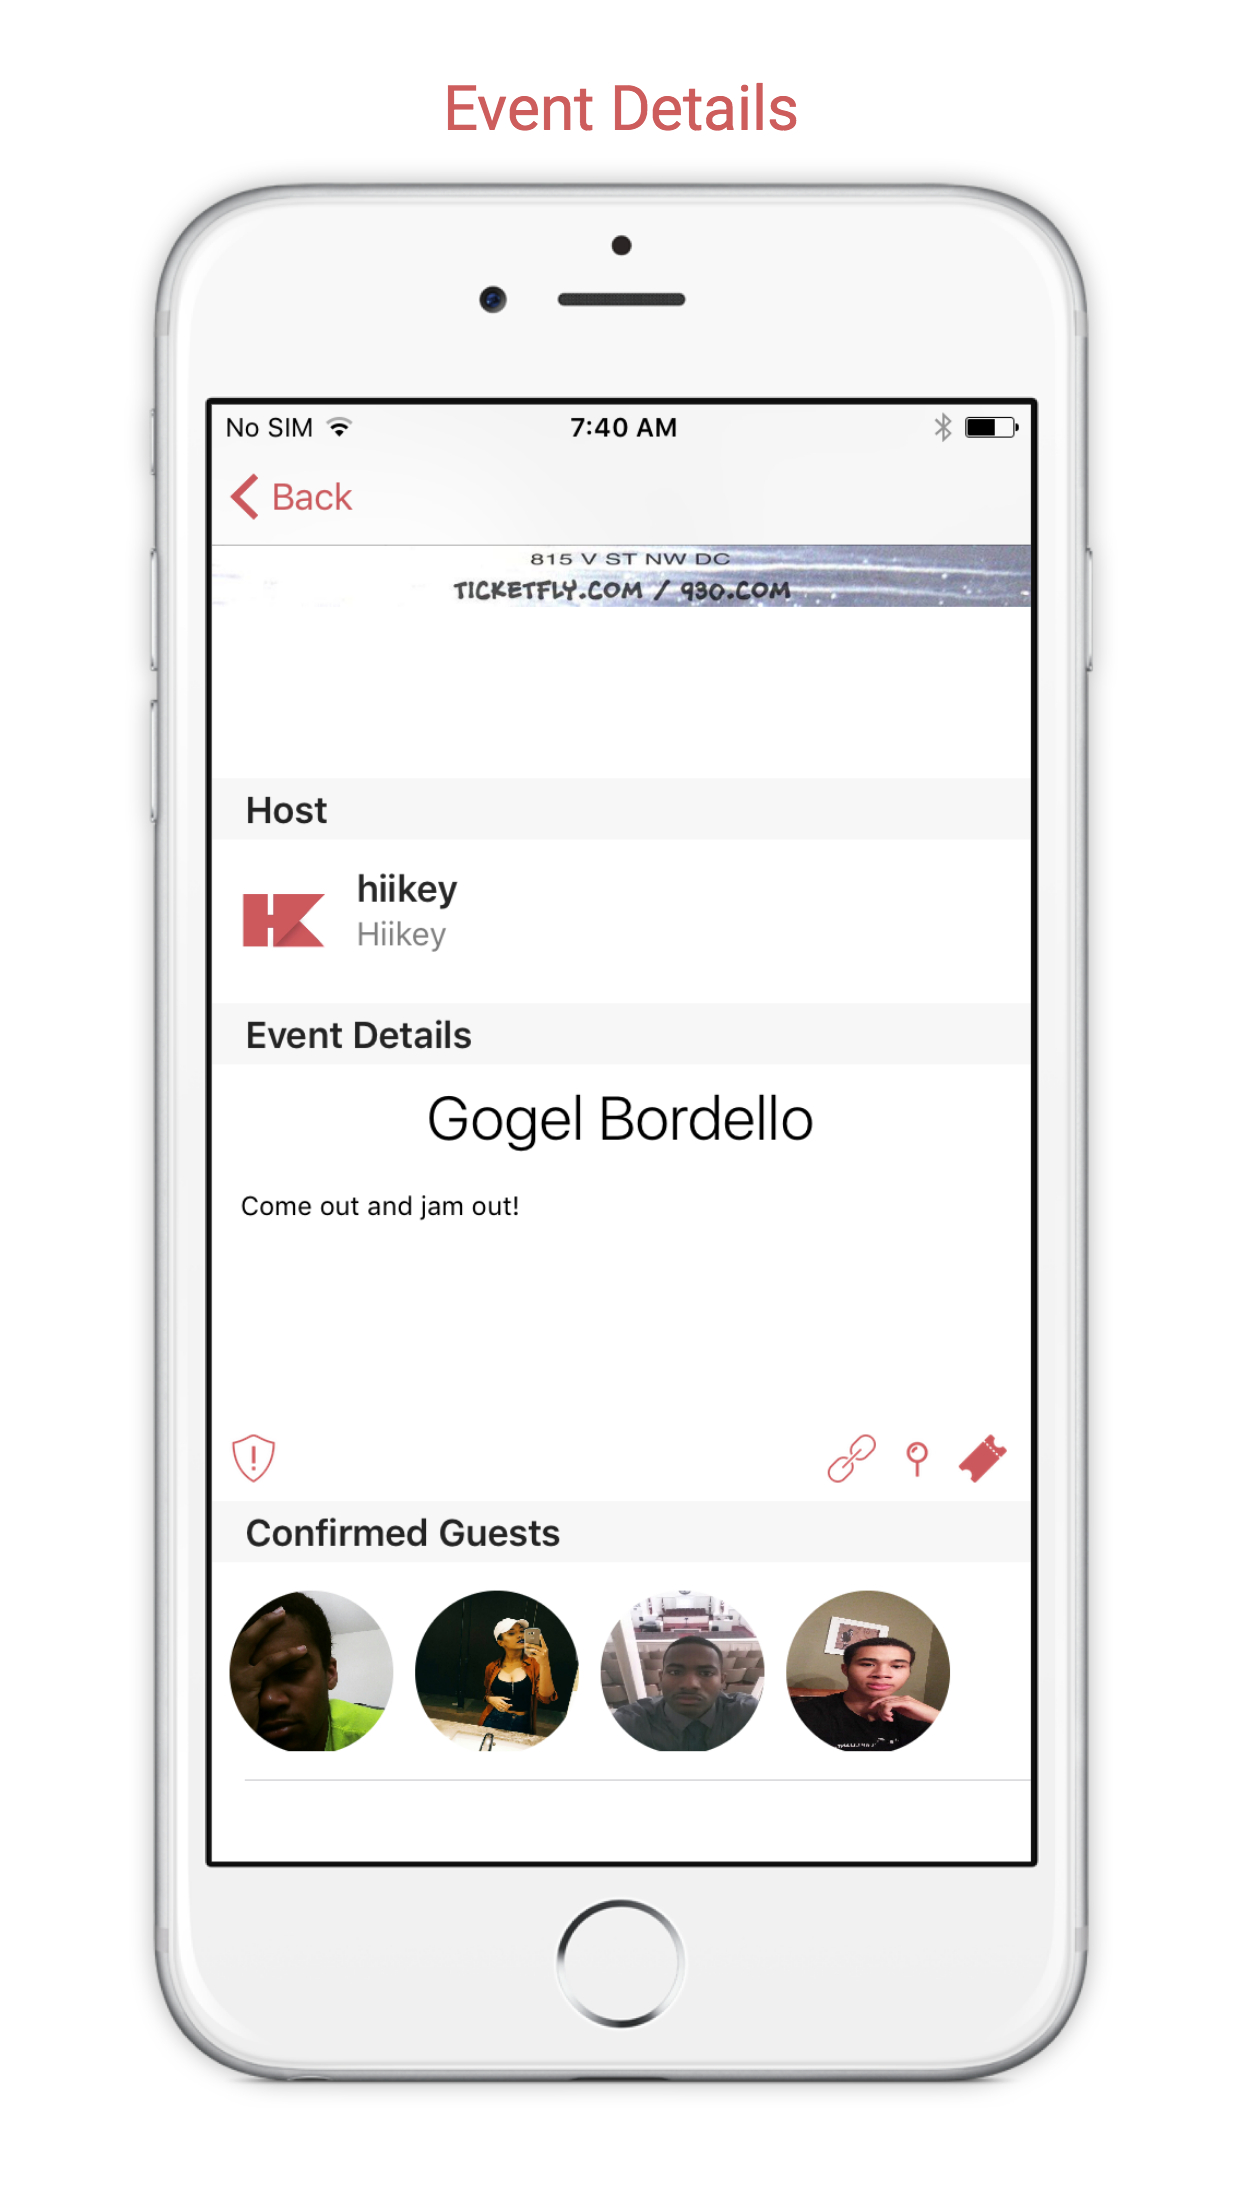 Event Details
No SIM 7:40 AM
Back
815 V ST NW DC
TICKETFLY.COM / 930.COM
Host
hiikey
Hiikey
Event Details
Gogel Bordello
Come out and jam out!
Confirmed Guests